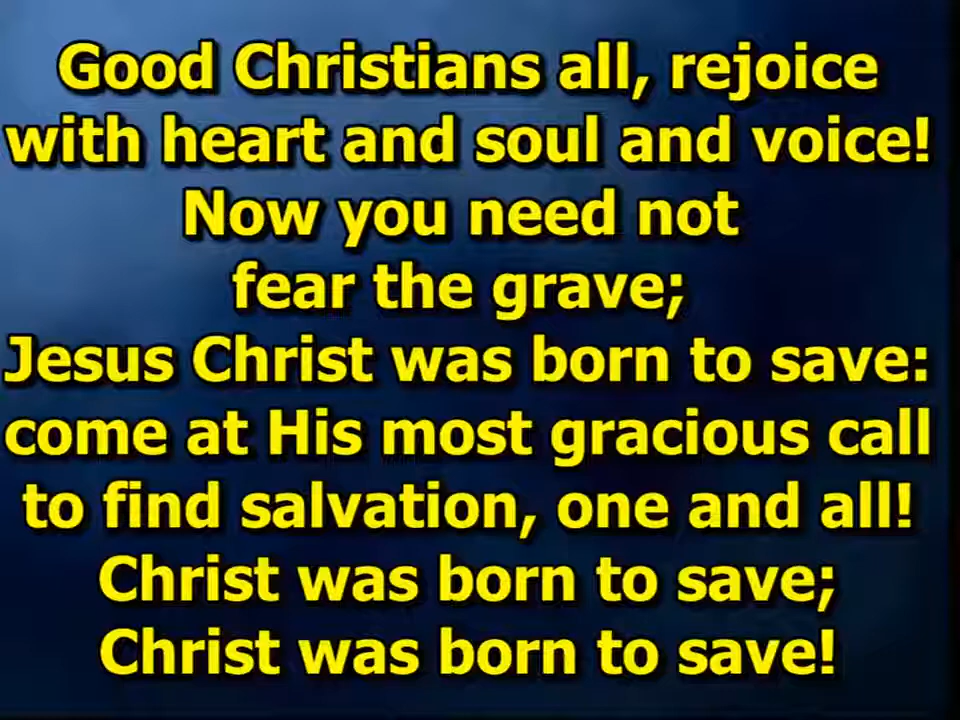 Good Christians all, rejoice
with heart and soul and voice!
Now you need not
fear the grave;
Jesus Christ was born to save:
come at His most gracious call
to find salvation, one and all!
Christ was born to save;
Christ was born to save!